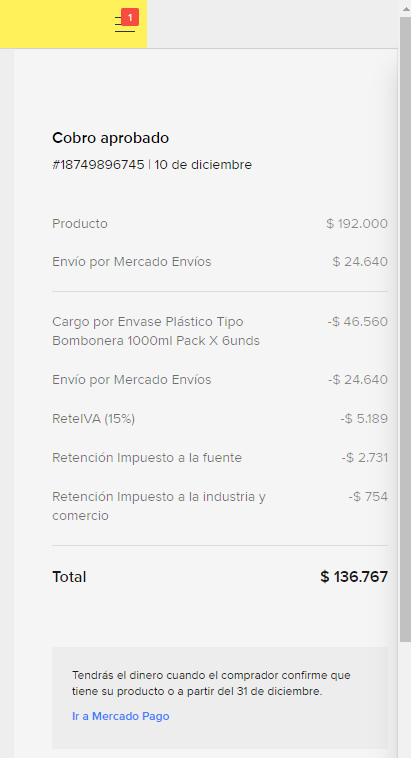 1
Cobro aprobado
#18749896745 | 10 de diciembre
Producto $ 192.000
Envío por Mercado Envíos $ 24.640
Cargo por Envase Plástico Tipo -$ 46.560
Bombonera 1000ml Pack X 6unds
Envío por Mercado Envíos -$ 24.640
ReteIVA (15%) -$ 5.189
Retención Impuesto a la fuente -$ 2.731
Retención Impuesto a la industria y -$ 754
comercio
Total $ 136.767
Tendrás el dinero cuando el comprador confirme que
tiene su producto o a partir del 31 de diciembre.
Ir a Mercado Pago